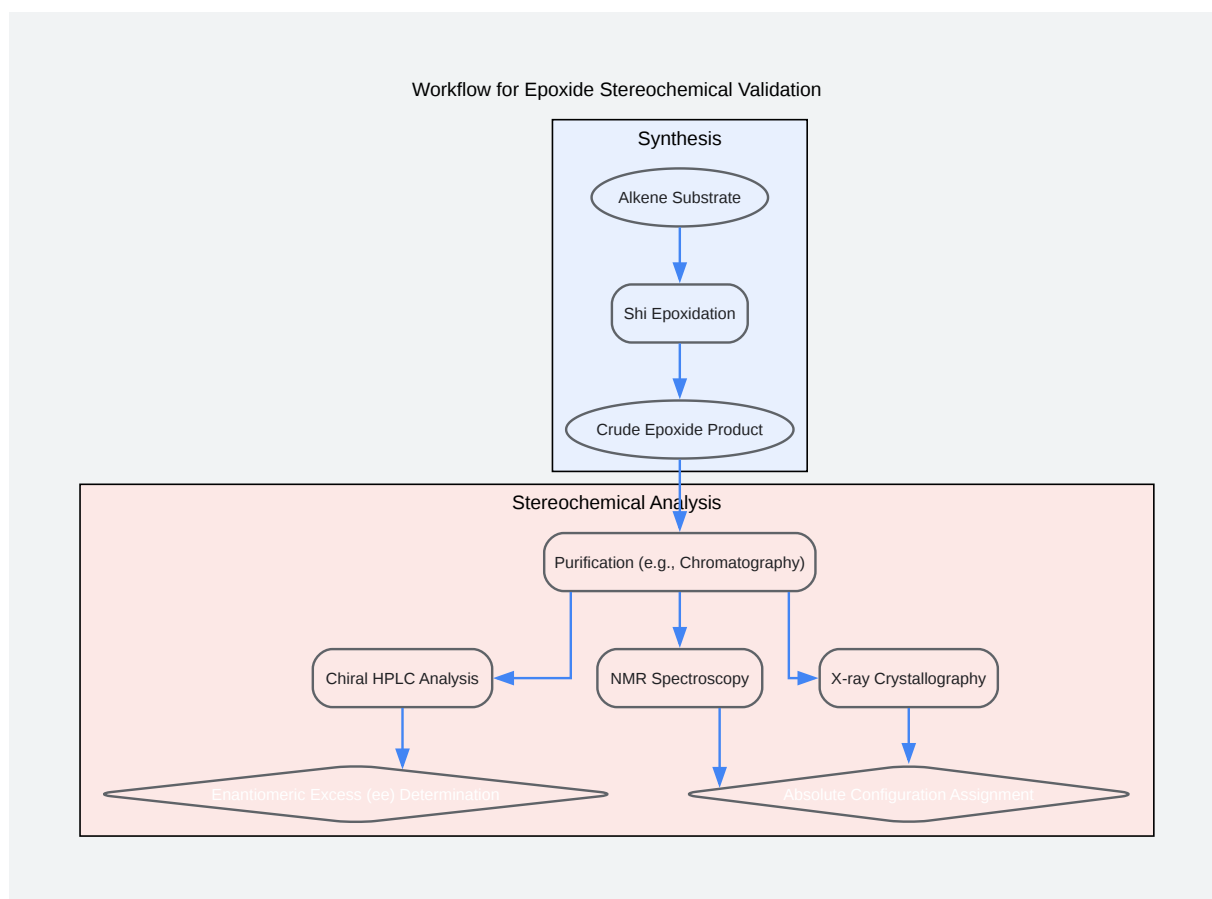 Workflow for Epoxide Stereochemical Validation
Synthesis
Alkene Substrate
Shi Epoxidation
Crude Epoxide Product
Stereochemical Analysis
Purification (e.g., Chromatography)
Chiral HPLC Analysis
NMR Spectroscopy
X-ray Crystallography
Enantiomeric Excess (ee) Determination
Absolute Configuration Assignment